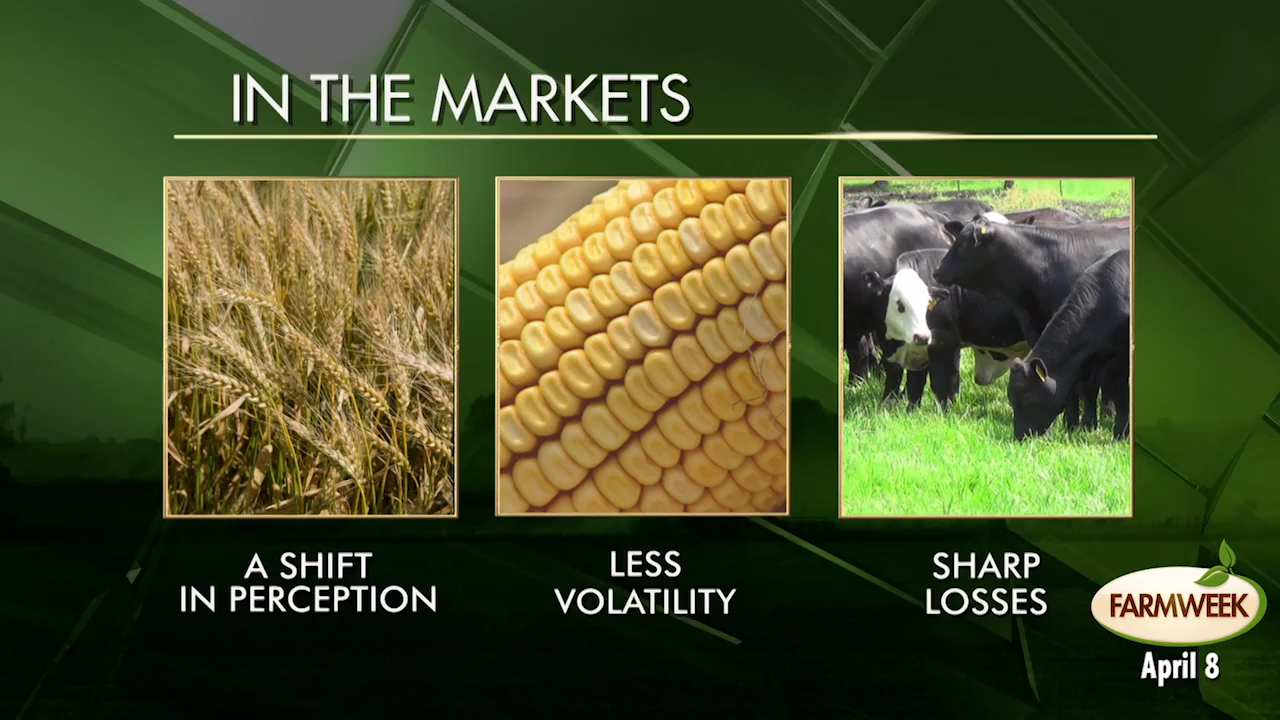 IN THE MARKETS
A SHIFT
IN PERCEPTION
LESS
VOLATILITY
SHARP
LOSSES
FARMWEEK
April 8